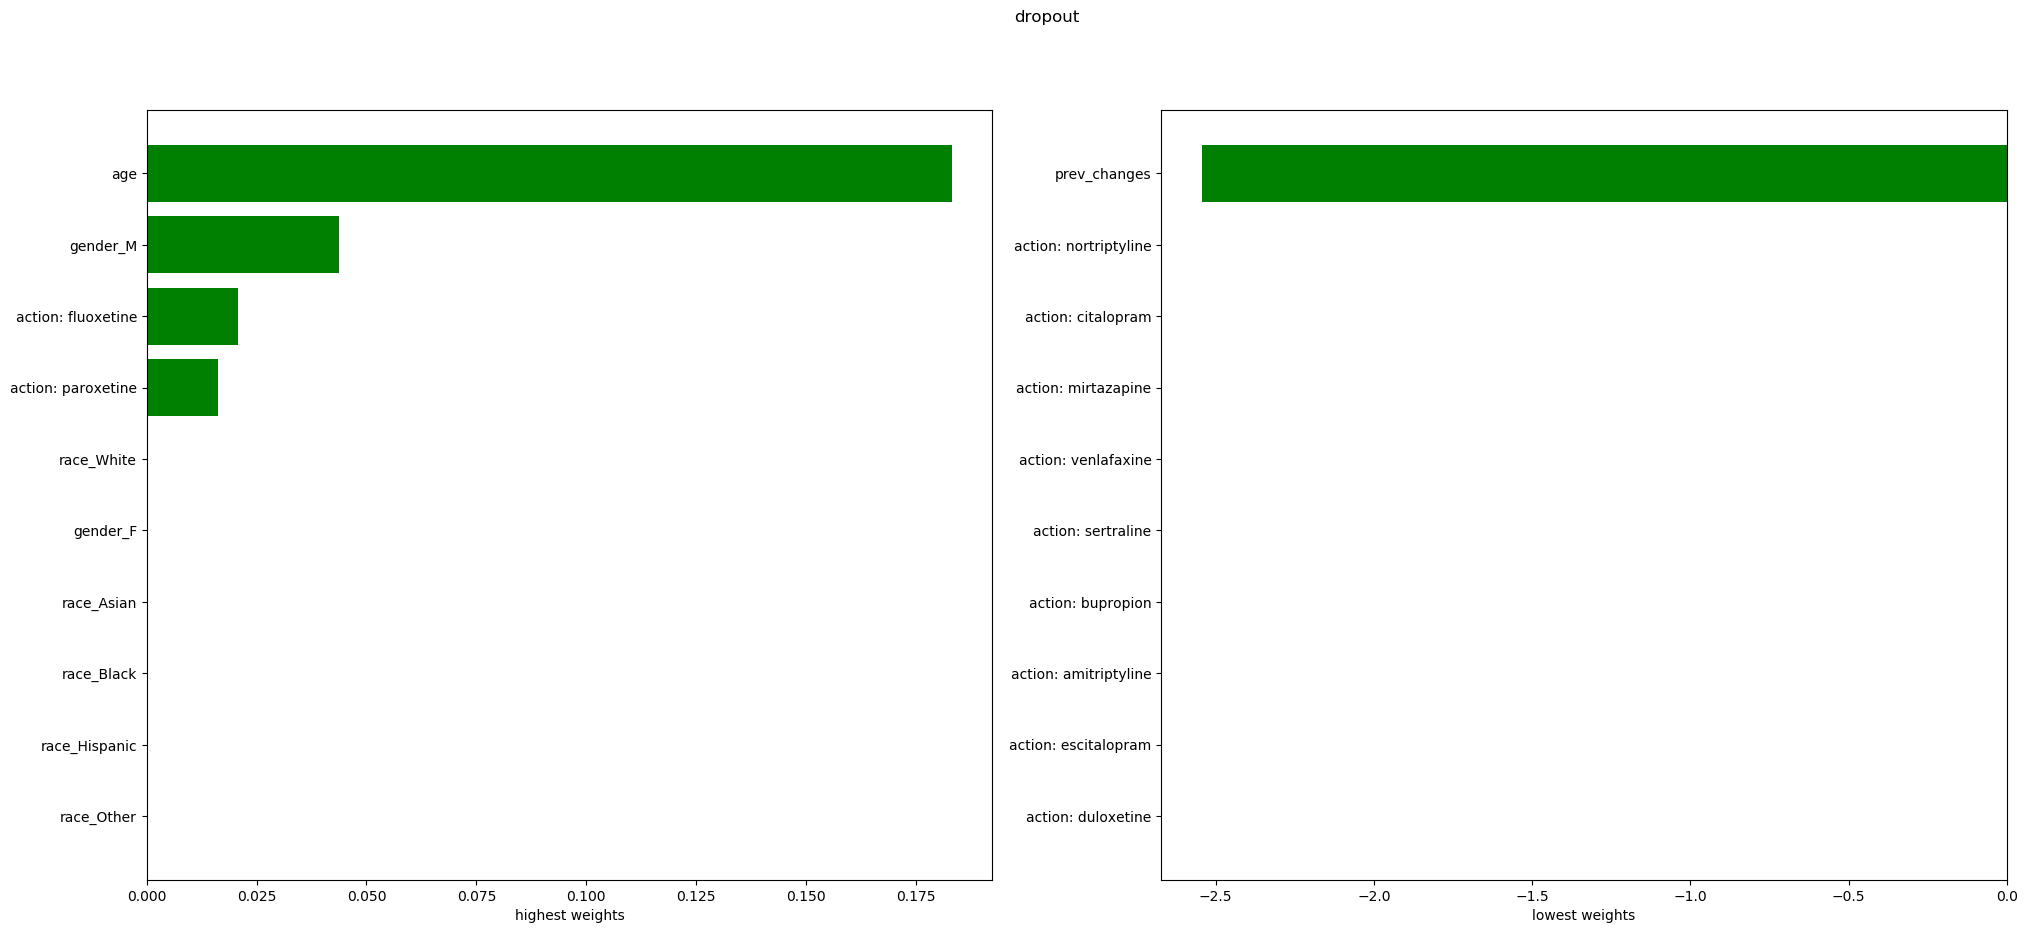 dropout
age
gender_M
action: fluoxetine
action: paroxetine
race_White
gender_F
race_Asian
race_Black
race_Hispanic
race_Other
0.000 0.025 0.050 0.075 0.100 0.125 0.150 0.175
highest weights
prev_changes
action: nortriptyline
action: citalopram
action: mirtazapine
action: venlafaxine
action: sertraline
action: bupropion
action: amitriptyline
action: escitalopram
action: duloxetine
−2.5 −2.0 −1.5 −1.0 −0.5 0.0
lowest weights